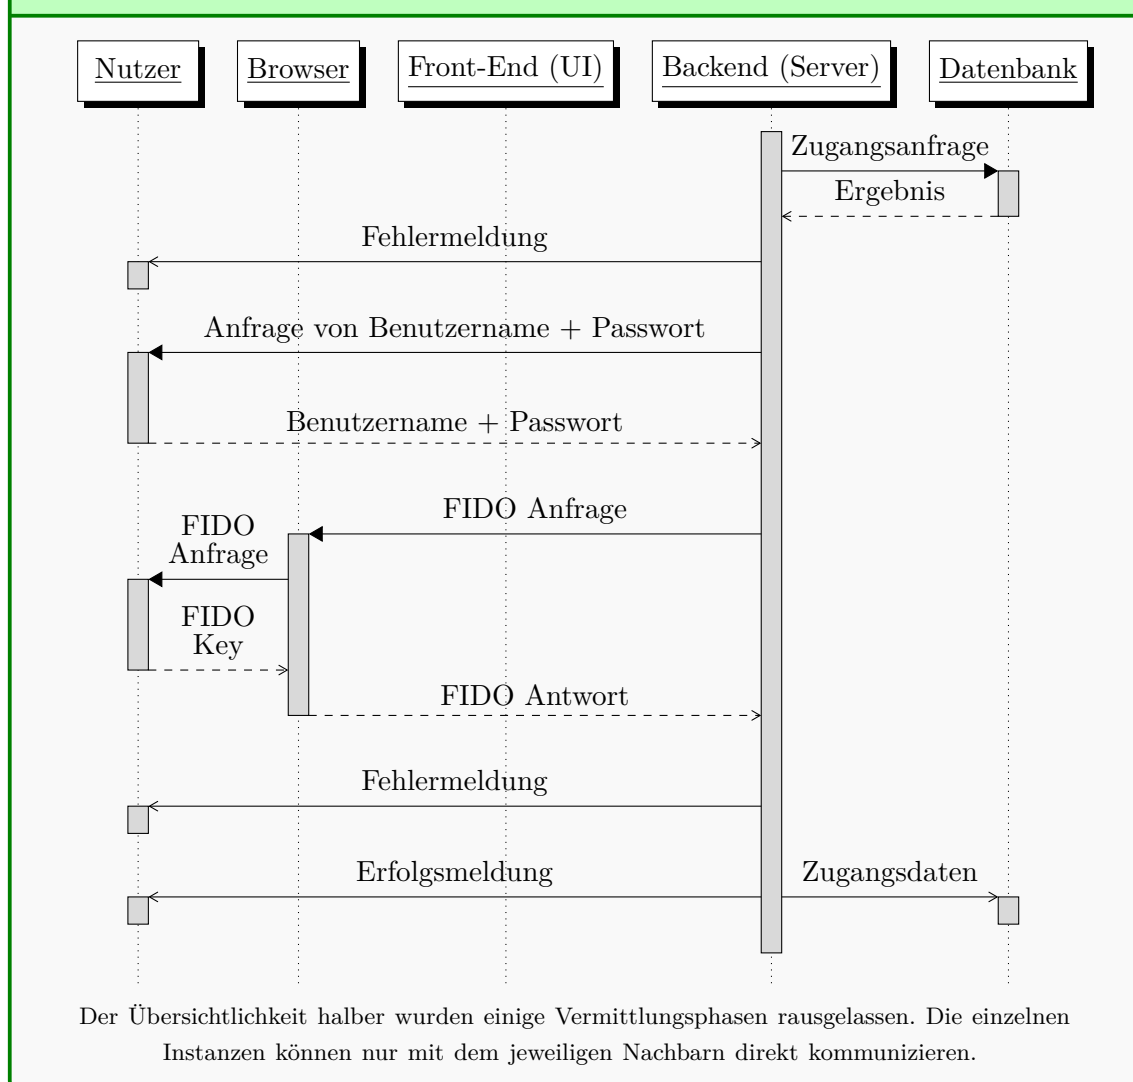 Nutzer
Browser
Front-End (UI)
Backend (Server)
Datenbank
Zugangsanfrage
Ergebnis
Fehlermeldung
Anfrage von Benutzername + Passwort
Benutzername + Passwort
FIDO Anfrage
FIDO
Anfrage
FIDO
Key
FIDO Antwort
Fehlermeldung
Erfolgsmeldung
Zugangsdaten
Der Übersichtlichkeit halber wurden einige Vermittlungsphasen rausgelassen. Die einzelnen
Instanzen können nur mit dem jeweiligen Nachbarn direkt kommunizieren.